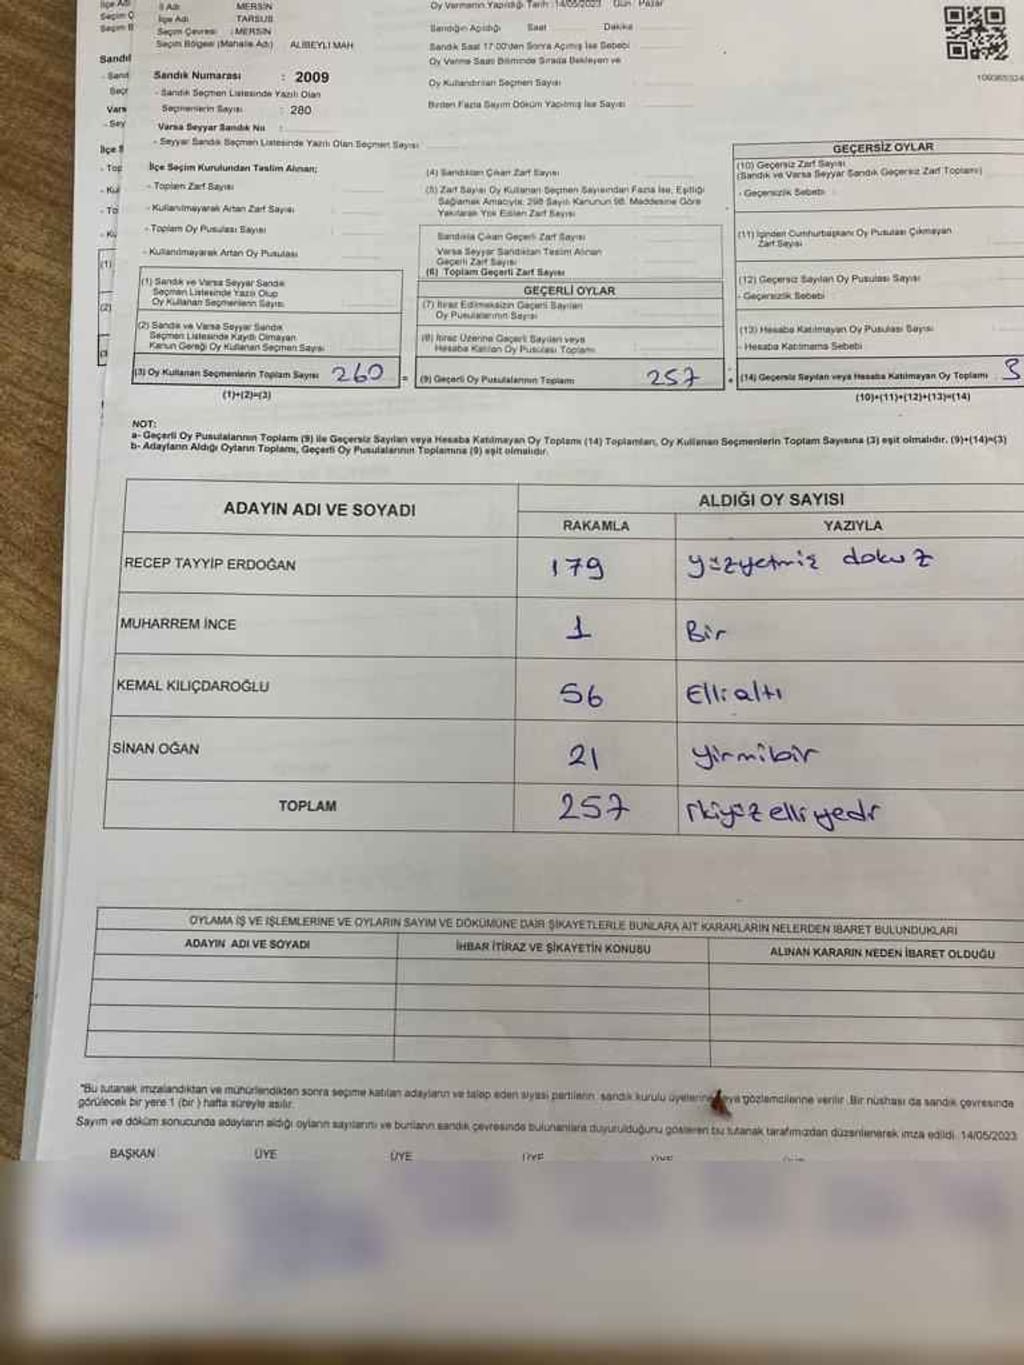 İl Adı MERSİN
İlçe Adı TARSUS
Seçim Çevresi : MERSİN
Seçim Bölgesi (Mahalle Adı) ALİBEYLİ MAH
Sandık Numarası : 2009
- Sandık Seçmen Listesinde Yazılı Olan
Seçmenlerin Sayısı : 280
Varsa Seyyar Sandık No :
- Seyyar Sandık Seçmen Listesinde Yazılı Olan Seçmen Sayısı
Oy Vermenin Yapıldığı Tarih :14/05/2023 Gün Pazar
Sandığın Açıldığı Saat Dakika
Sandık Saat 17:00'den Sonra Açılmış İse Sebebi
Oy Verme Saati Bitiminde Sırada Bekleyen ve
Oy Kullandırılan Seçmen Sayısı
Birden Fazla Sayım Döküm Yapılmış İse Sayısı
İlçe Seçim Kurulundan Teslim Alınan;
- Toplam Zarf Sayısı
- Kullanılmayarak Artan Zarf Sayısı
- Toplam Oy Pusulası Sayısı
- Kullanılmayarak Artan Oy Pusulası
(1) Sandık ve Varsa Seyyar Sandık
Seçmen Listesinde Yazılı Olup
Oy Kullanan Seçmenlerin Sayısı
(2) Sandık ve Varsa Seyyar Sandık
Seçmen Listesinde Kayıtlı Olmayan
Kanun Gereği Oy Kullanan Seçmen Sayısı
(3) Oy Kullanan Seçmenlerin Toplam Sayısı 260
(1)+(2)=(3)
(4) Sandıktan Çıkan Zarf Sayısı
(5) Zarf Sayısı Oy Kullanan Seçmen Sayısından Fazla İse, Eşitliği
Sağlamak Amacıyla, 298 Sayılı Kanunun 98. Maddesine Göre
Yakılarak Yok Edilen Zarf Sayısı
Sandıkta Çıkan Geçerli Zarf Sayısı
Varsa Seyyar Sandıktan Teslim Alınan
Geçerli Zarf Sayısı
(6) Toplam Geçerli Zarf Sayısı
GEÇERLİ OYLAR
(7) İtiraz Edilmeksizin Geçerli Sayılan
Oy Pusulalarının Sayısı
(8) İtiraz Üzerine Geçerli Sayılan veya
Hesaba Katılan Oy Pusulası Toplamı
= (9) Geçerli Oy Pusulalarının Toplamı 257
GEÇERSİZ OYLAR
(10) Geçersiz Zarf Sayısı
(Sandık ve Varsa Seyyar Sandık Geçersiz Zarf Toplamı)
- Geçersizlik Sebebi
(11) İçinden Cumhurbaşkanı Oy Pusulası Çıkmayan
Zarf Sayısı
(12) Geçersiz Sayılan Oy Pusulası Sayısı
- Geçersizlik Sebebi
(13) Hesaba Katılmayan Oy Pusulası Sayısı
- Hesaba Katılmama Sebebi
+ (14) Geçersiz Sayılan veya Hesaba Katılmayan Oy Toplamı 3
(10)+(11)+(12)+(13)=(14)
NOT:
a- Geçerli Oy Pusulalarının Toplamı (9) ile Geçersiz Sayılan veya Hesaba Katılmayan Oy Toplamı (14) Toplamları, Oy Kullanan Seçmenlerin Toplam Sayısına (3) eşit olmalıdır. (9)+(14)=(3)
b- Adayların Aldığı Oyların Toplamı, Geçerli Oy Pusulalarının Toplamına (9) eşit olmalıdır.
ADAYIN ADI VE SOYADI ALDIĞI OY SAYISI
RAKAMLA YAZIYLA
RECEP TAYYİP ERDOĞAN 179 yüzyetmiş dokuz
MUHARREM İNCE 1 Bir
KEMAL KILIÇDAROĞLU 56 Elli altı
SİNAN OĞAN 21 yirmibir
TOPLAM 257 ikiyüz elli yedi
OYLAMA İŞ VE İŞLEMLERİNE VE OYLARIN SAYIM VE DÖKÜMÜNE DAİR ŞİKAYETLERLE BUNLARA AİT KARARLARIN NELERDEN İBARET BULUNDUKLARI
ADAYIN ADI VE SOYADI İHBAR İTİRAZ VE ŞİKAYETİN KONUSU ALINAN KARARIN NEDEN İBARET OLDUĞU
*Bu tutanak imzalandıktan ve mühürlendikten sonra seçime katılan adayların ve talep eden siyasi partilerin, sandık kurulu üyelerine veya gözlemcilerine verilir. Bir nüshası da sandık çevresinde
görülecek bir yere 1 (bir) hafta süreyle asılır.
Sayım ve döküm sonucunda adayların aldığı oyların sayılarını ve bunların sandık çevresinde bulunanlara duyurulduğunu gösteren bu tutanak tarafımızdan düzenlenerek imza edildi. 14/05/2023
BAŞKAN ÜYE ÜYE ÜYE ÜYE